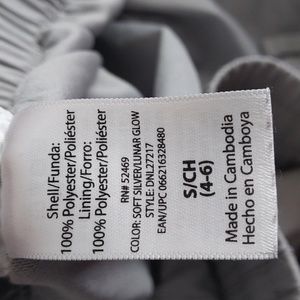 Shell/Funda:
100% Polyester/Poliéster
Lining/Forro:
100% Polyester/Poliéster
RN# 52469
COLOR: SOFT SILVER/LUNAR GLOW
STYLE: DNL27217
EAN/UPC 066216328480
S/CH
(4-6)
Made in Cambodia
Hecho en Camboya